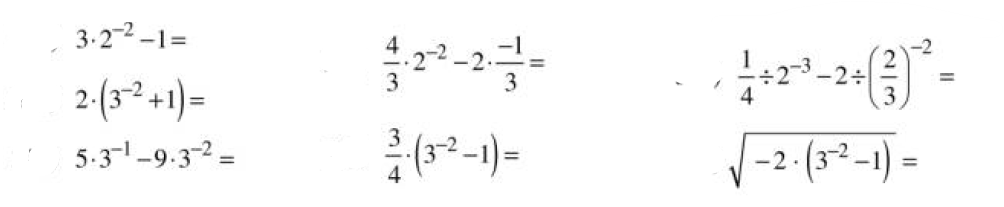 3·2⁻² −1=
2·(3⁻² +1)=
5·3⁻¹ −9·3⁻² =
4/3·2⁻² −2·−1/3=
3/4·(3⁻² −1)=
1/4÷2⁻³ −2÷(2/3)⁻² =
√(−2·(3⁻² −1)) =